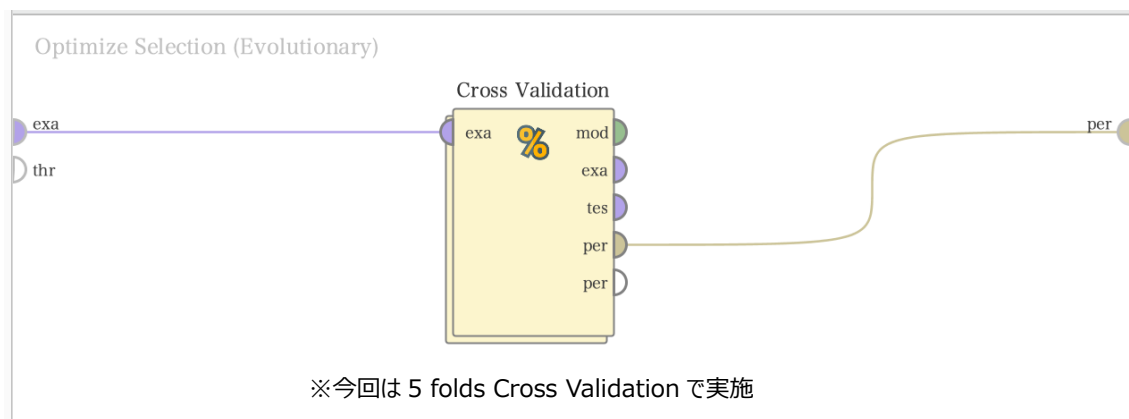 Optimize Selection (Evolutionary)
Cross Validation
exa
thr
exa
%
mod
exa
tes
per
per
per
※今回は 5 folds Cross Validation で実施